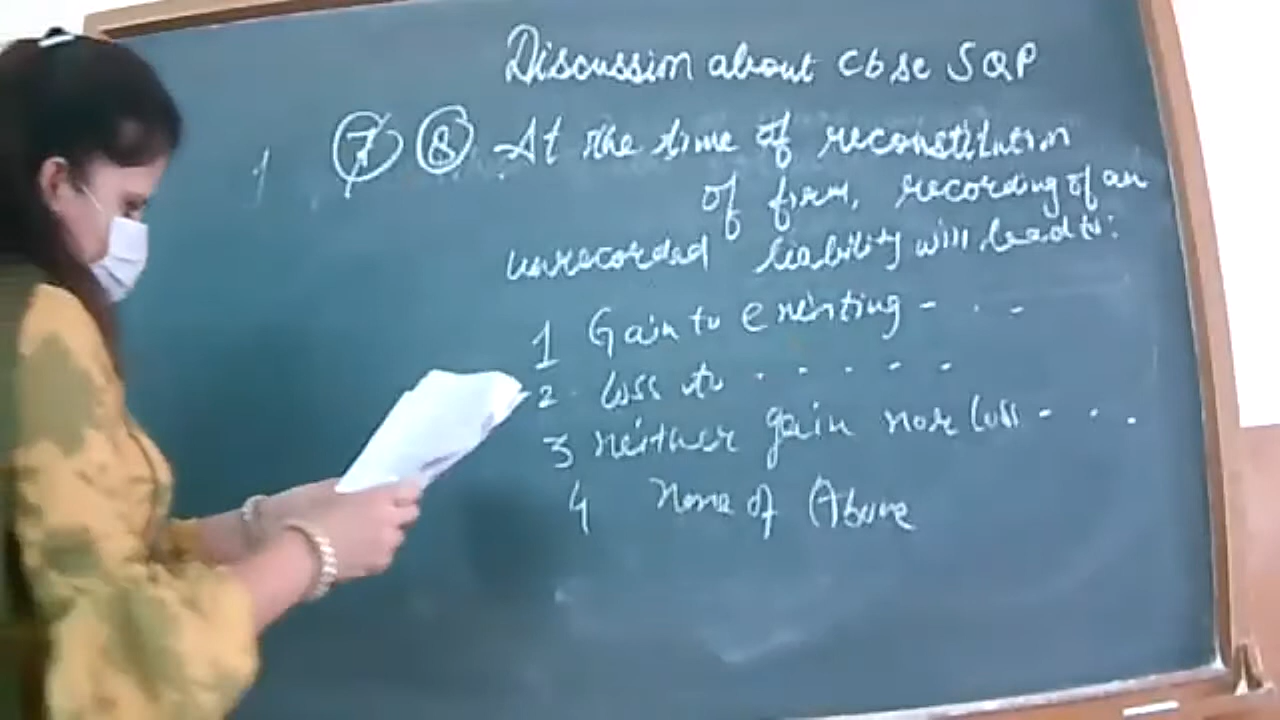 Discussion about Cbse SQP
1 7 8 At the time of reconstitution
of firm, recording of an
unrecorded liability will lead to:
1 Gain to existing - . -
2. loss to . . . - -
3 neither gain nor loss - . .
4 None of Above